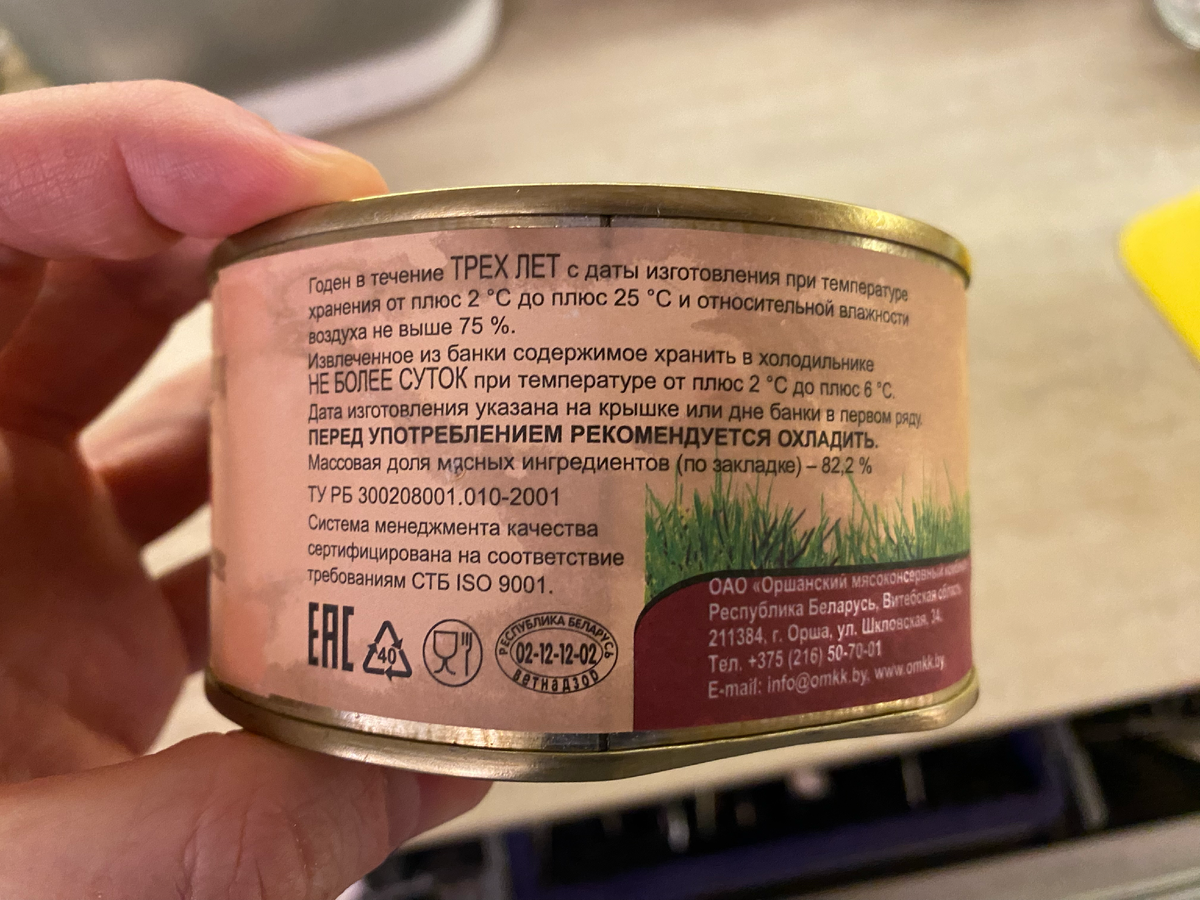 Годен в течение ТРЕХ ЛЕТ с даты изготовления при температуре
хранения от плюс 2 °С до плюс 25 °С и относительной влажности
воздуха не выше 75 %.
Извлеченное из банки содержимое хранить в холодильнике
НЕ БОЛЕЕ СУТОК при температуре от плюс 2 °С до плюс 6 °С.
Дата изготовления указана на крышке или дне банки в первом ряду.
ПЕРЕД УПОТРЕБЛЕНИЕМ РЕКОМЕНДУЕТСЯ ОХЛАДИТЬ.
Массовая доля мясных ингредиентов (по закладке) – 82,2 %
ТУ РБ 300208001.010-2001
Система менеджмента качества
сертифицирована на соответствие
требованиям СТБ ISO 9001.
EAC
40
РЕСПУБЛИКА БЕЛАРУСЬ
02-12-12-02
ветнадзор
ОАО «Оршанский мясоконсервный комбинат
Республика Беларусь, Витебская область,
211384, г. Орша, ул. Шкловская, 34.
Тел. +375 (216) 50-70-01
E-mail: info@omkk.by, www.omkk.by